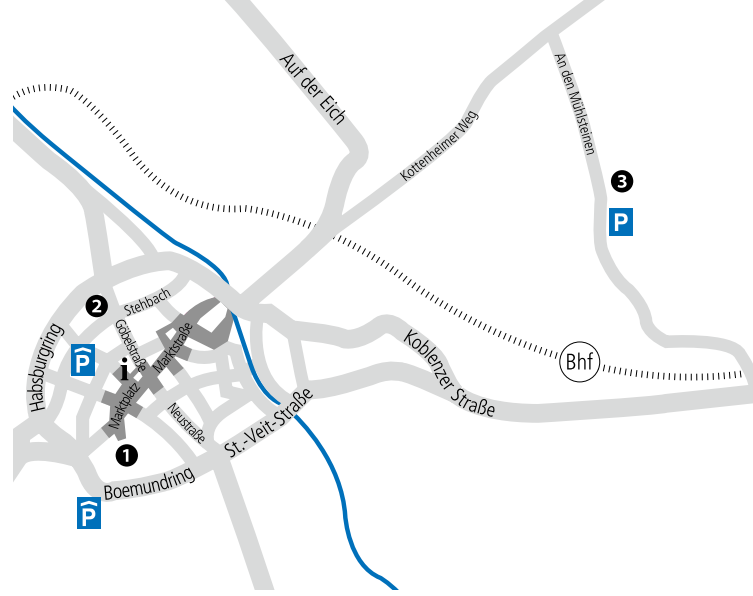 Auf der Eich
An den Mühlsteinen
Kottenheimer Weg
3
P
2
Stehbach
Göbelstraße
Marktstraße
Habsburgring
P
i
Bhf
Koblenzer Straße
Marktplatz
Neustraße
St.-Veit-Straße
1
Boemundring
P